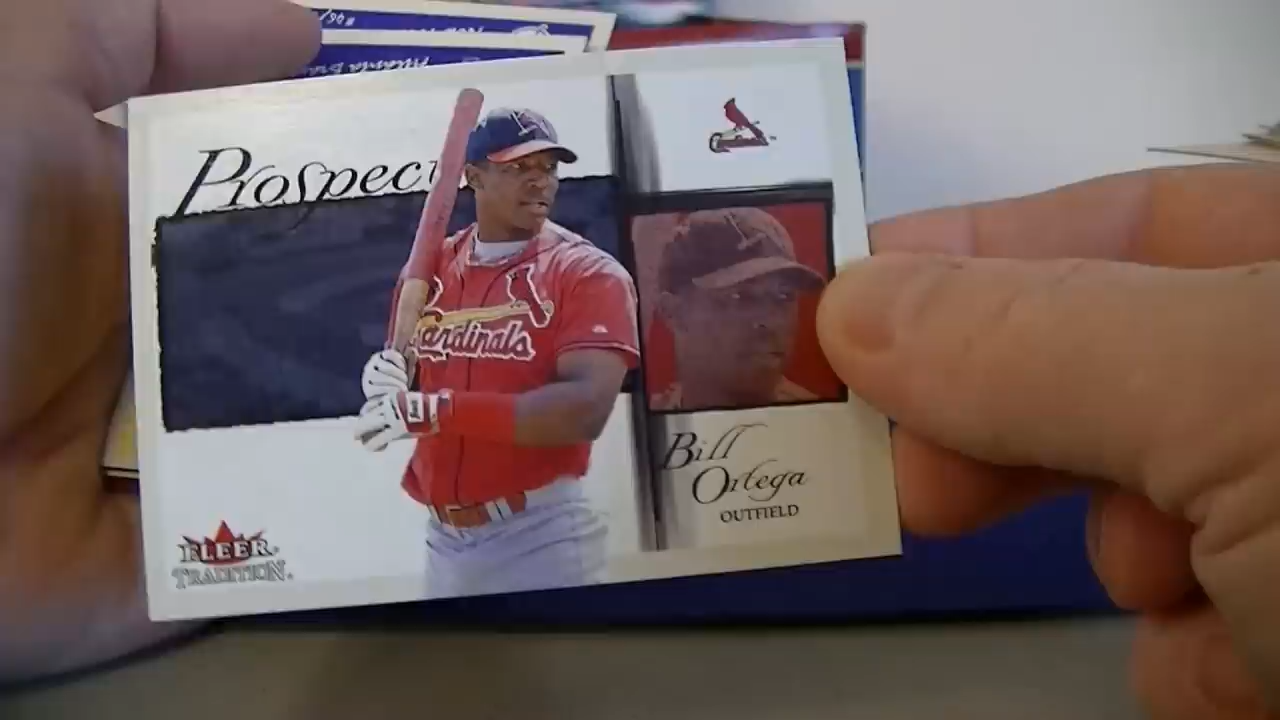 Prospect
Cardinals
Bill
Ortega
OUTFIELD
FLEER
TRADITION